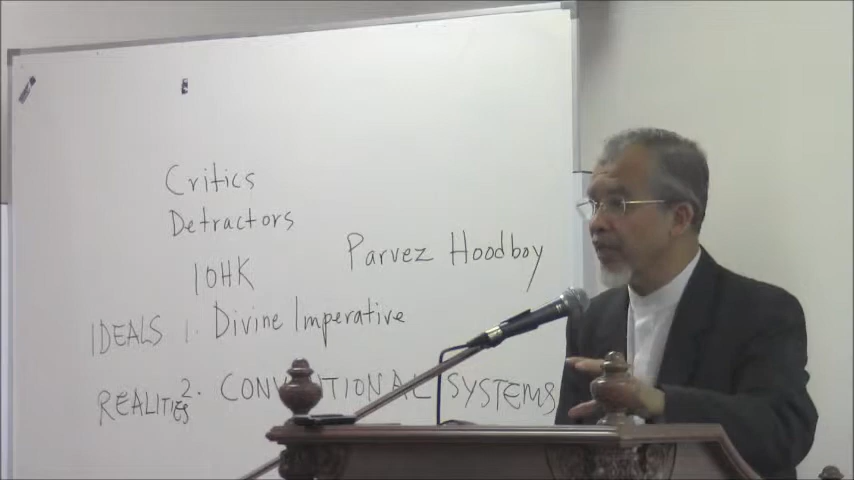 Critics
Detractors
Parvez Hoodboy
IOHK
IDEALS 1. Divine Imperative
REALITIES 2. CONVENTIONAL SYSTEMS